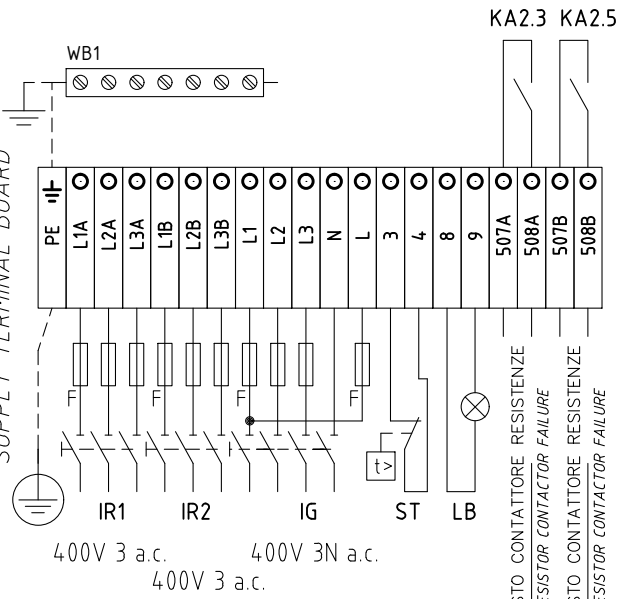 KA2.3 KA2.5
WB1
SUPPLY TERMINAL BOARD
PE
L1A
L2A
L3A
L1B
L2B
L3B
L1
L2
L3
N
L
3
4
8
9
507A
508A
507B
508B
F
F
F
F
t>
IR1
IR2
IG
ST
LB
400V 3 a.c.
400V 3N a.c.
400V 3 a.c.
CONTATTORE RESISTENZE
CONTACTOR FAILURE
CONTATTORE RESISTENZE
CONTACTOR FAILURE